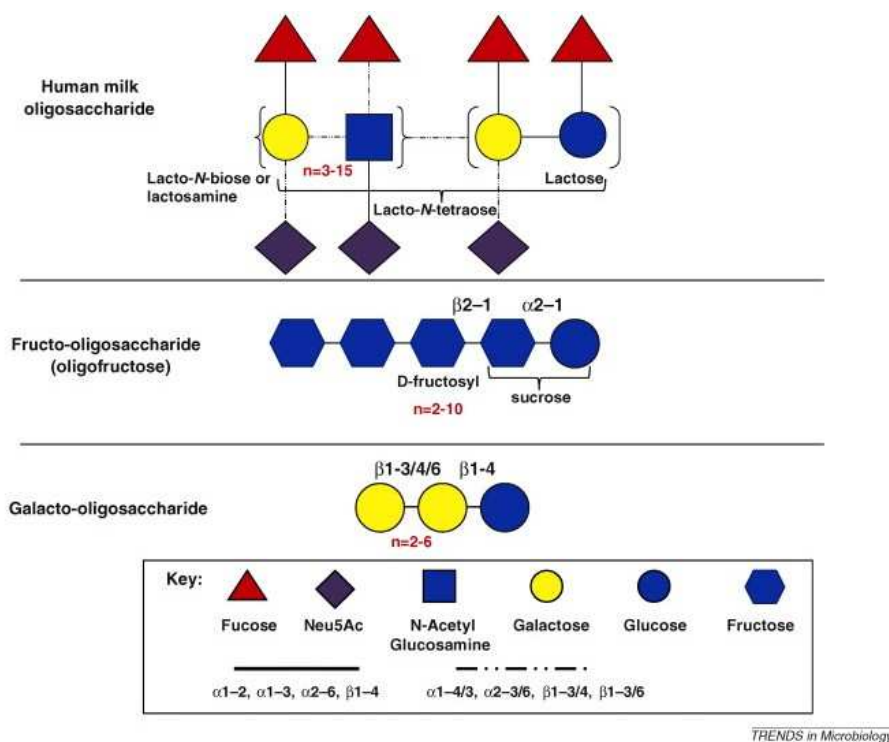 Human milk
oligosaccharide
Lacto-N-biose or
lactosamine
n=3-15
Lactose
Lacto-N-tetraose
β2–1 α2–1
Fructo-oligosaccharide
(oligofructose)
D-fructosyl
sucrose
n=2-10
β1-3/4/6 β1-4
Galacto-oligosaccharide
n=2-6
Key:
Fucose Neu5Ac N-Acetyl Glucosamine Galactose Glucose Fructose
α1–2, α1–3, α2–6, β1–4 α1–4/3, α2–3/6, β1–3/4, β1–3/6
TRENDS in Microbiology